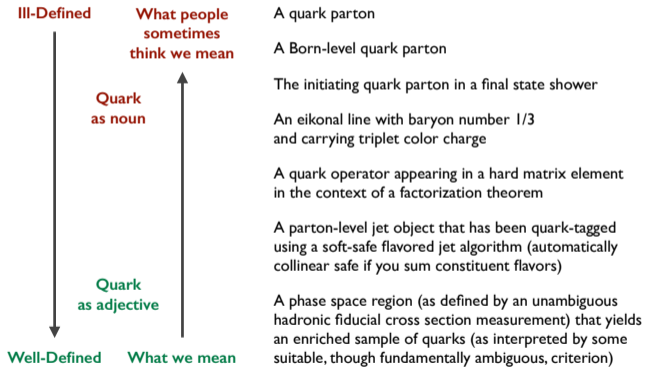 Ill-Defined
What people
sometimes
think we mean
Quark
as noun
Quark
as adjective
Well-Defined
What we mean
A quark parton
A Born-level quark parton
The initiating quark parton in a final state shower
An eikonal line with baryon number 1/3
and carrying triplet color charge
A quark operator appearing in a hard matrix element
in the context of a factorization theorem
A parton-level jet object that has been quark-tagged
using a soft-safe flavored jet algorithm (automatically
collinear safe if you sum constituent flavors)
A phase space region (as defined by an unambiguous
hadronic fiducial cross section measurement) that yields
an enriched sample of quarks (as interpreted by some
suitable, though fundamentally ambiguous, criterion)